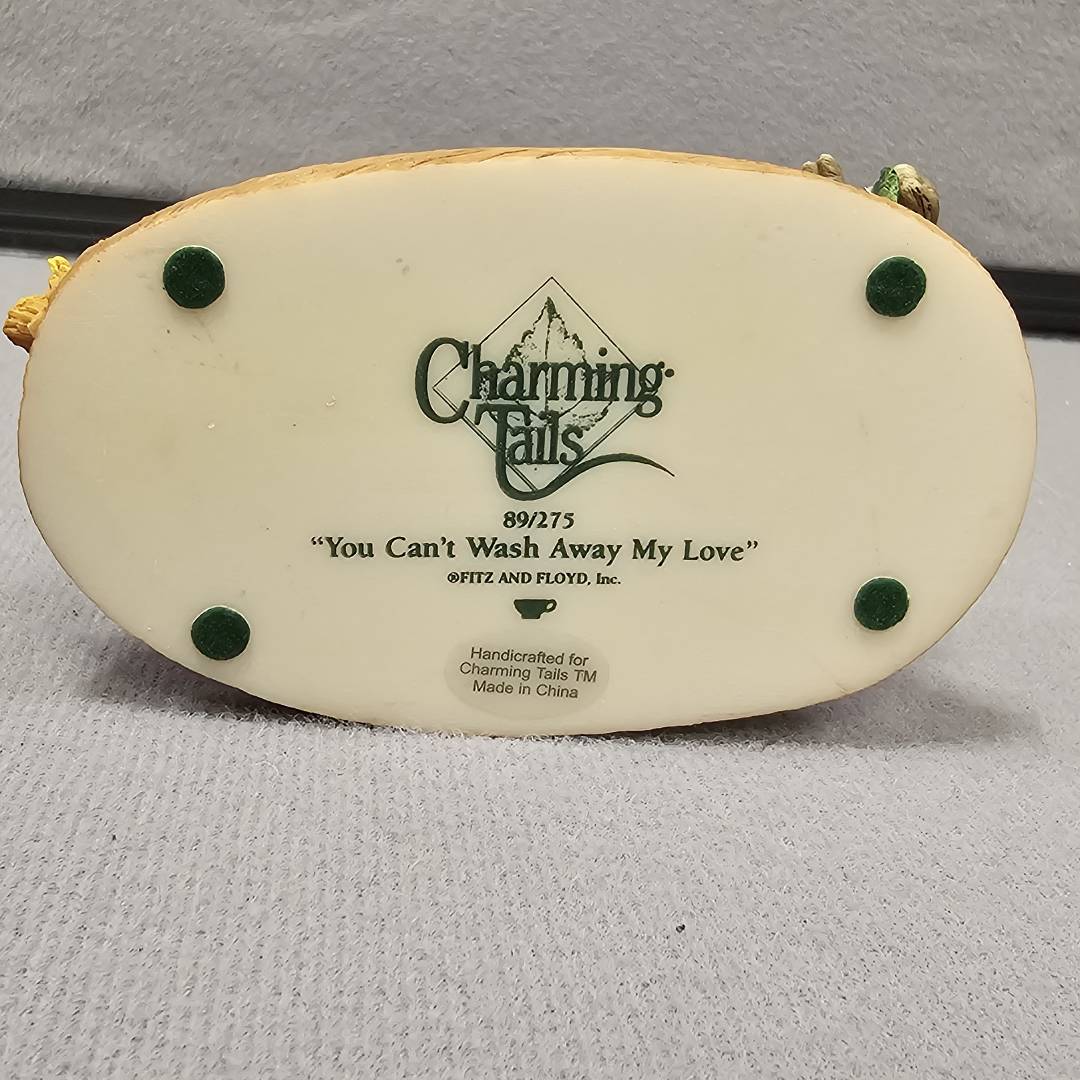 Charming
Tails
89/275
“You Can’t Wash Away My Love”
®FITZ AND FLOYD, Inc.
Handicrafted for
Charming Tails TM
Made in China